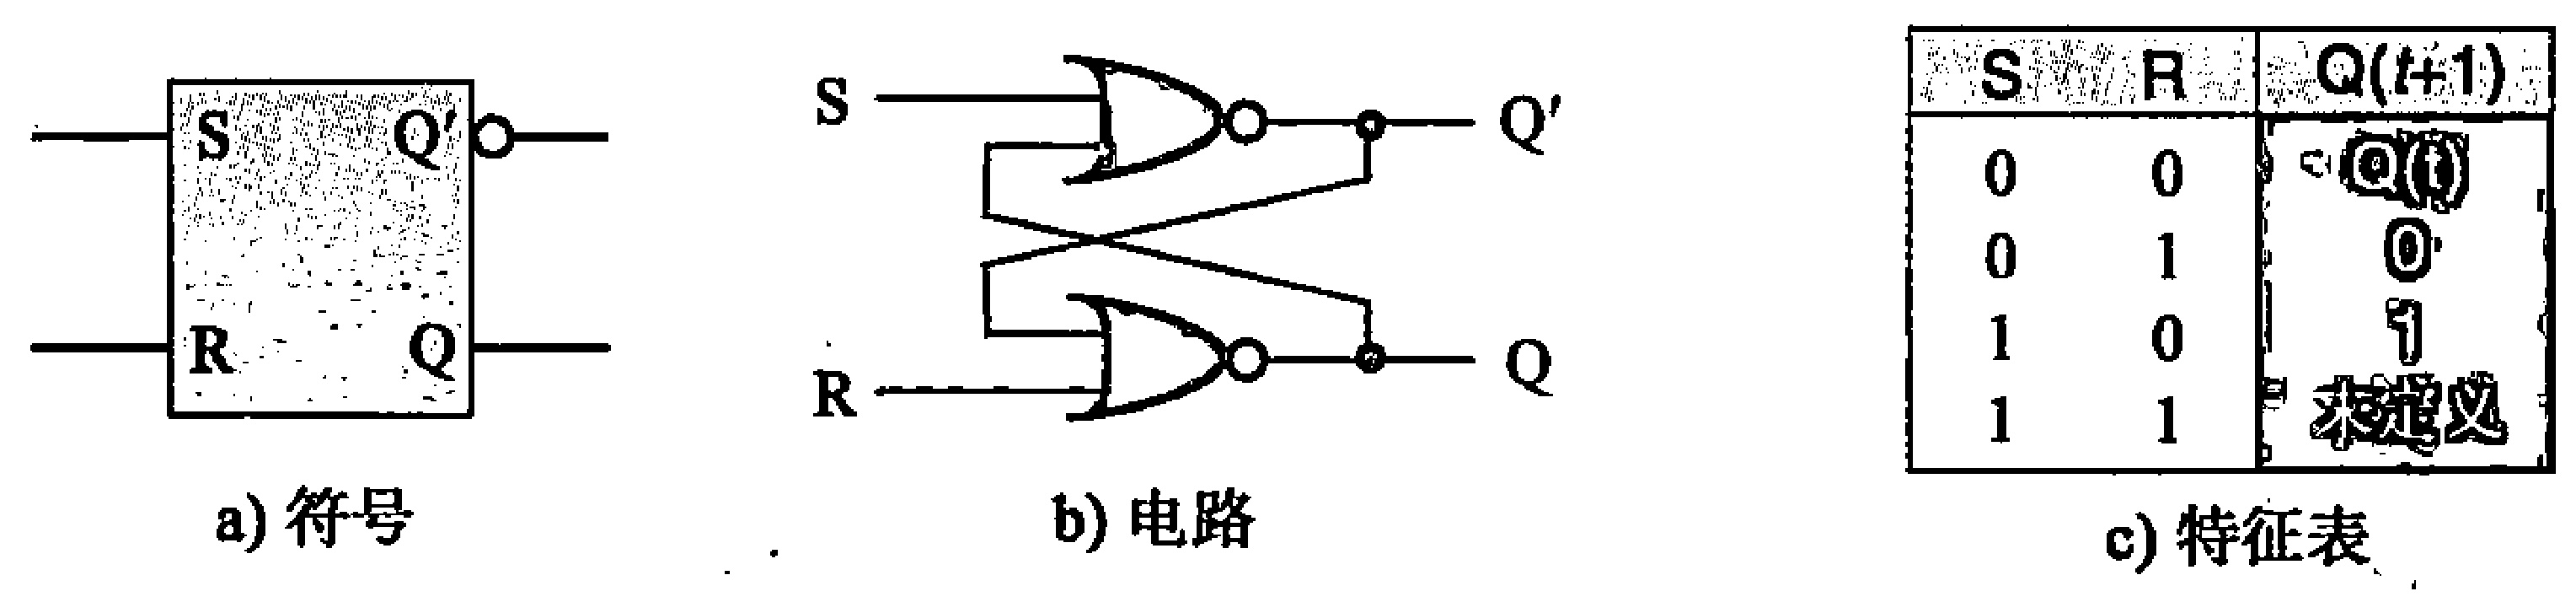 S Q′
R Q
a) 符号
S Q′
R Q
b) 电路
S R Q(t+1)
0 0 Q(t)
0 1 0
1 0 1
1 1 未定义
c) 特征表